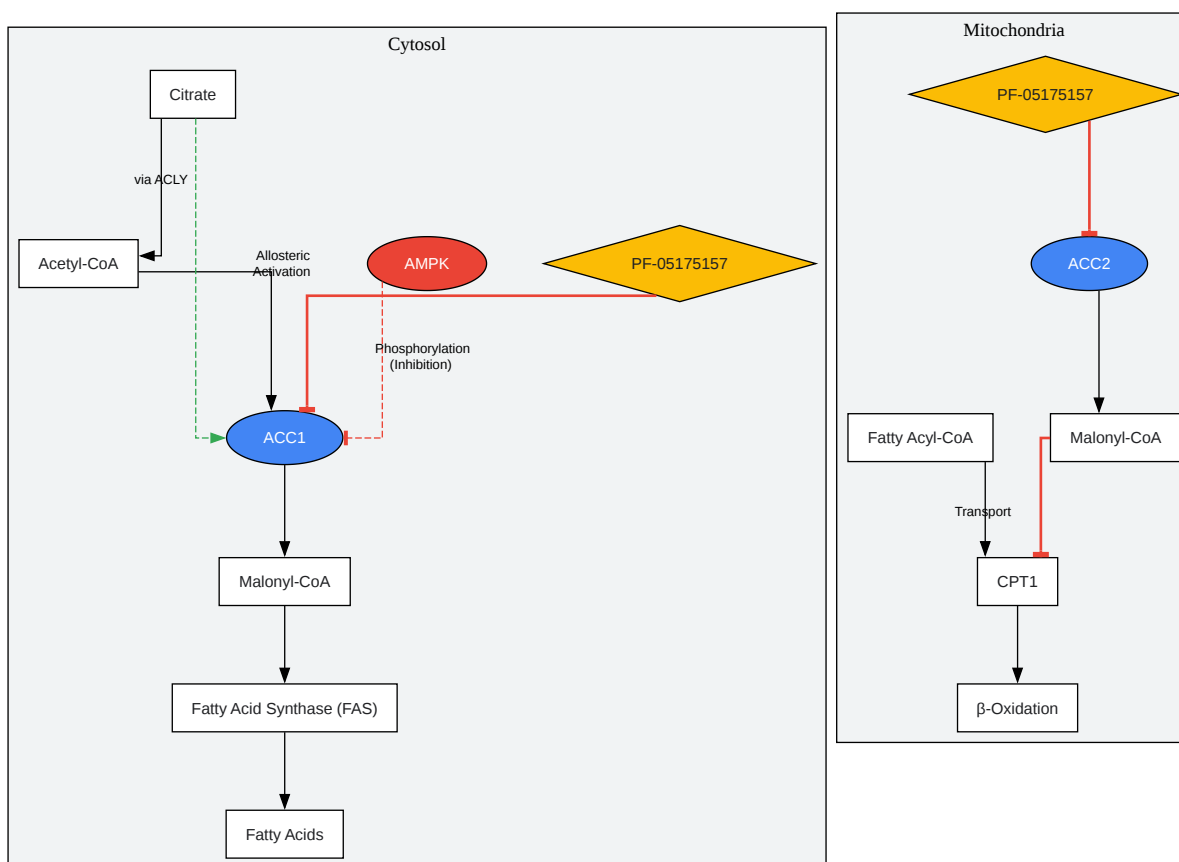 Cytosol
Citrate
via ACLY
Acetyl-CoA
Allosteric
Activation
AMPK
PF-05175157
Phosphorylation
(Inhibition)
ACC1
Malonyl-CoA
Fatty Acid Synthase (FAS)
Fatty Acids
Mitochondria
PF-05175157
ACC2
Fatty Acyl-CoA
Malonyl-CoA
Transport
CPT1
β-Oxidation